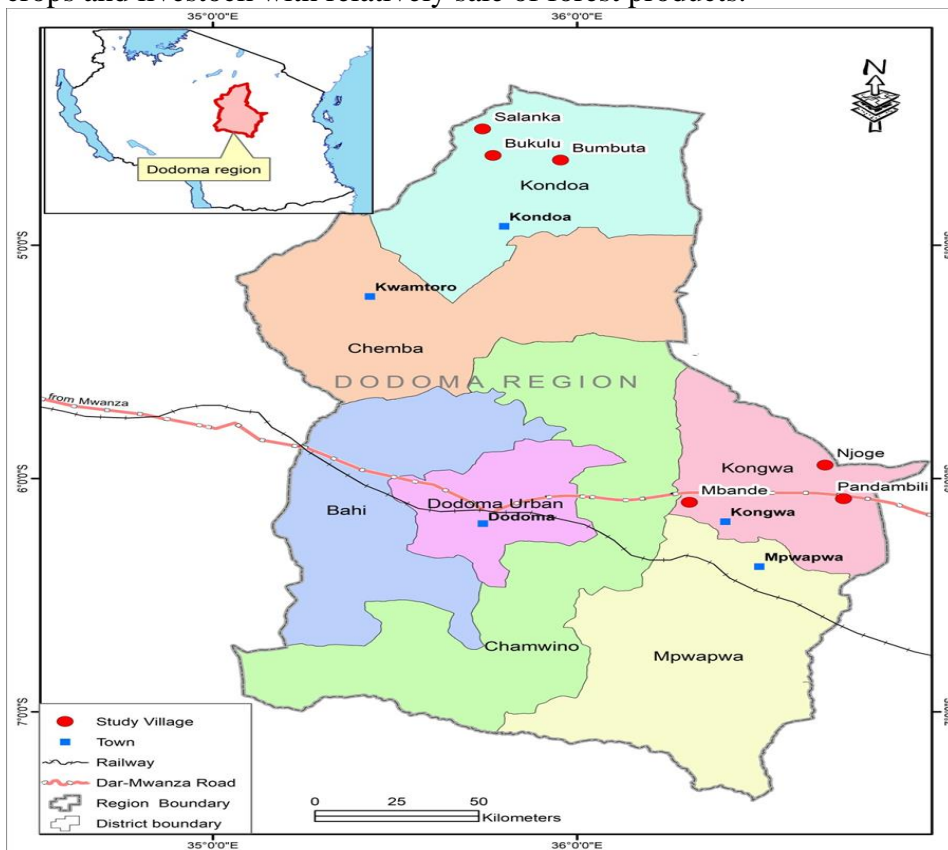 crops and livestock with relatively sale of forest products.
35°0'0"E
36°0'0"E
N
Dodoma region
Salanka
Bukulu
Bumbuta
Kondoa
Kondoa
5°0'0"S
Kwamtoro
Chemba
DODOMA REGION
from Mwanza
Njoge
Kongwa
6°0'0"S
Pandambili
Mbande
Dodoma Urban
Kongwa
Bahi
Dodoma
Mpwapwa
Chamwino
Mpwapwa
7°0'0"S
Study Village
Town
Railway
Dar-Mwanza Road
Region Boundary
District boundary
0 25 50
Kilometers
35°0'0"E
36°0'0"E